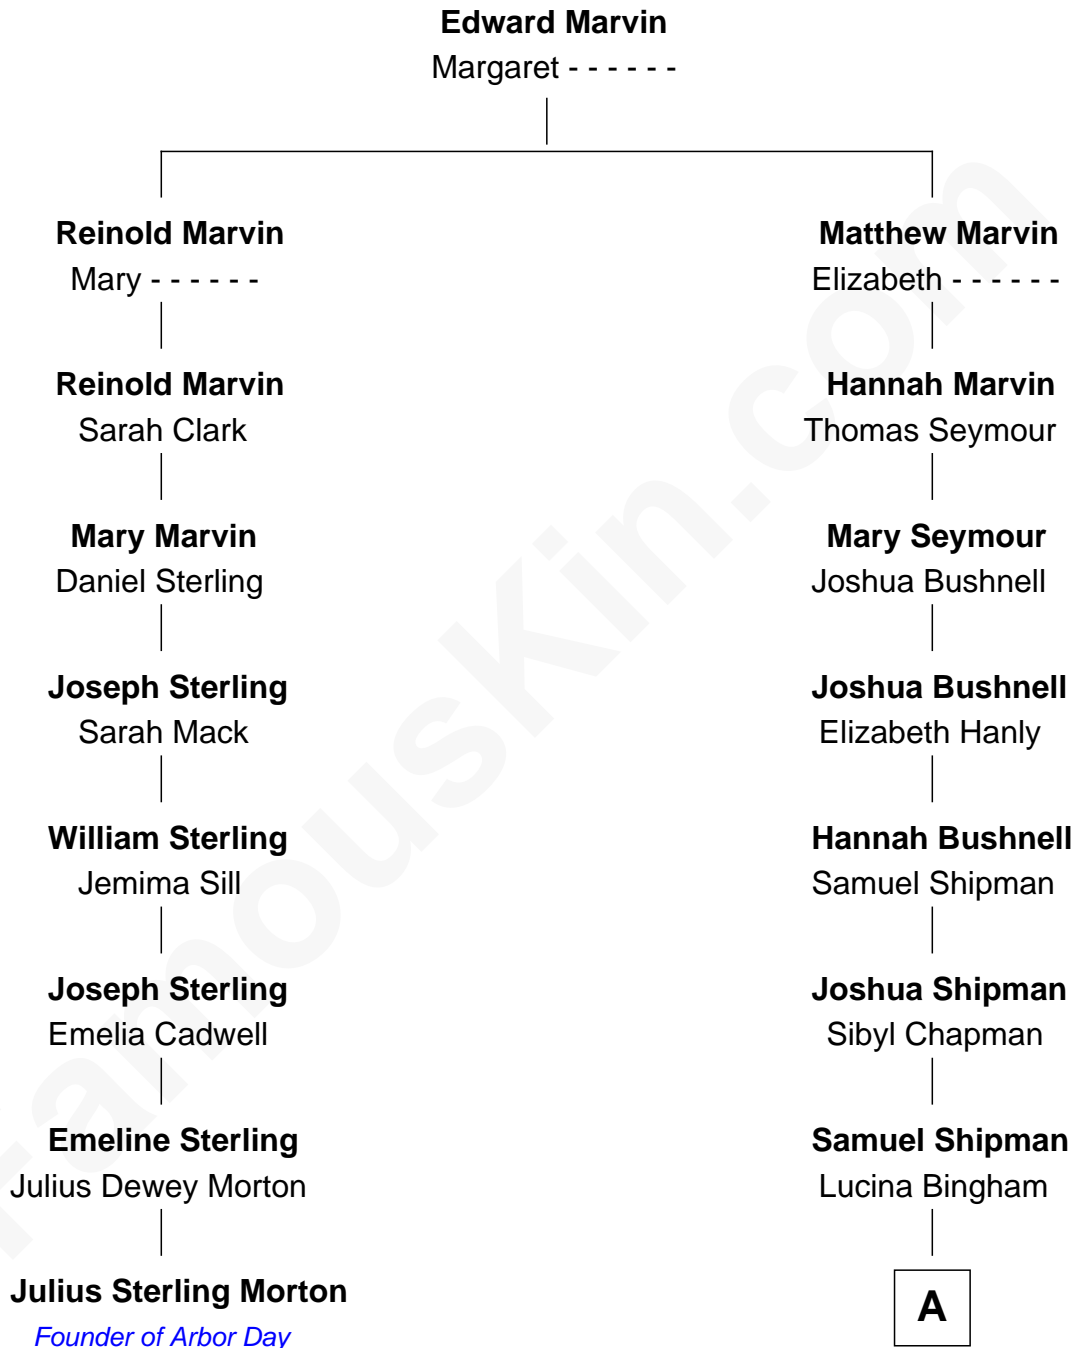 Edward Marvin
Margaret - - - - - -
Reinold Marvin
Mary - - - - - -
Reinold Marvin
Sarah Clark
Mary Marvin
Daniel Sterling
Joseph Sterling
Sarah Mack
William Sterling
Jemima Sill
Joseph Sterling
Emelia Cadwell
Emeline Sterling
Julius Dewey Morton
Julius Sterling Morton
Founder of Arbor Day
Matthew Marvin
Elizabeth - - - - - -
Hannah Marvin
Thomas Seymour
Mary Seymour
Joshua Bushnell
Joshua Bushnell
Elizabeth Hanly
Hannah Bushnell
Samuel Shipman
Joshua Shipman
Sibyl Chapman
Samuel Shipman
Lucina Bingham
A
FamousKin.com